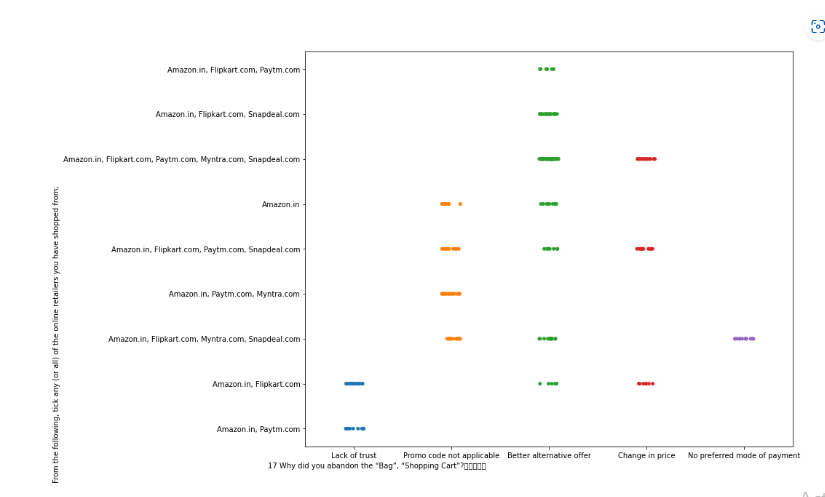 Amazon.in, Flipkart.com, Paytm.com
Amazon.in, Flipkart.com, Snapdeal.com
Amazon.in, Flipkart.com, Paytm.com, Myntra.com, Snapdeal.com
Amazon.in
Amazon.in, Flipkart.com, Paytm.com, Snapdeal.com
Amazon.in, Paytm.com, Myntra.com
Amazon.in, Flipkart.com, Myntra.com, Snapdeal.com
Amazon.in, Flipkart.com
Amazon.in, Paytm.com
From the following, tick any (or all) of the online retailers you have shopped from;
Lack of trust Promo code not applicable Better alternative offer Change in price No preferred mode of payment
17 Why did you abandon the “Bag”, “Shopping Cart”?